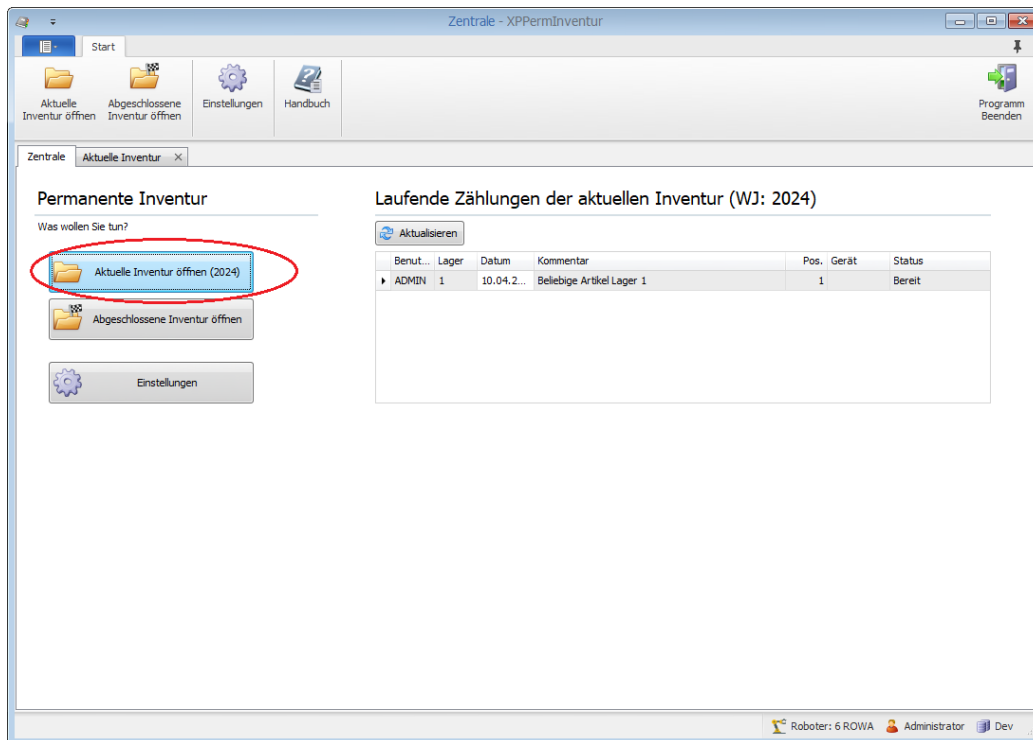 Zentrale - XPPermInventur
Start
Aktuelle
Inventur öffnen
Abgeschlossene
Inventur öffnen
Einstellungen
Handbuch
Programm
Beenden
Zentrale
Aktuelle Inventur
Permanente Inventur
Was wollen Sie tun?
Aktuelle Inventur öffnen (2024)
Abgeschlossene Inventur öffnen
Einstellungen
Laufende Zählungen der aktuellen Inventur (WJ: 2024)
Aktualisieren
Benut... Lager Datum Kommentar Pos. Gerät Status
ADMIN 1 10.04.2... Beliebige Artikel Lager 1 1 Bereit
Roboter: 6 ROWA Administrator Dev